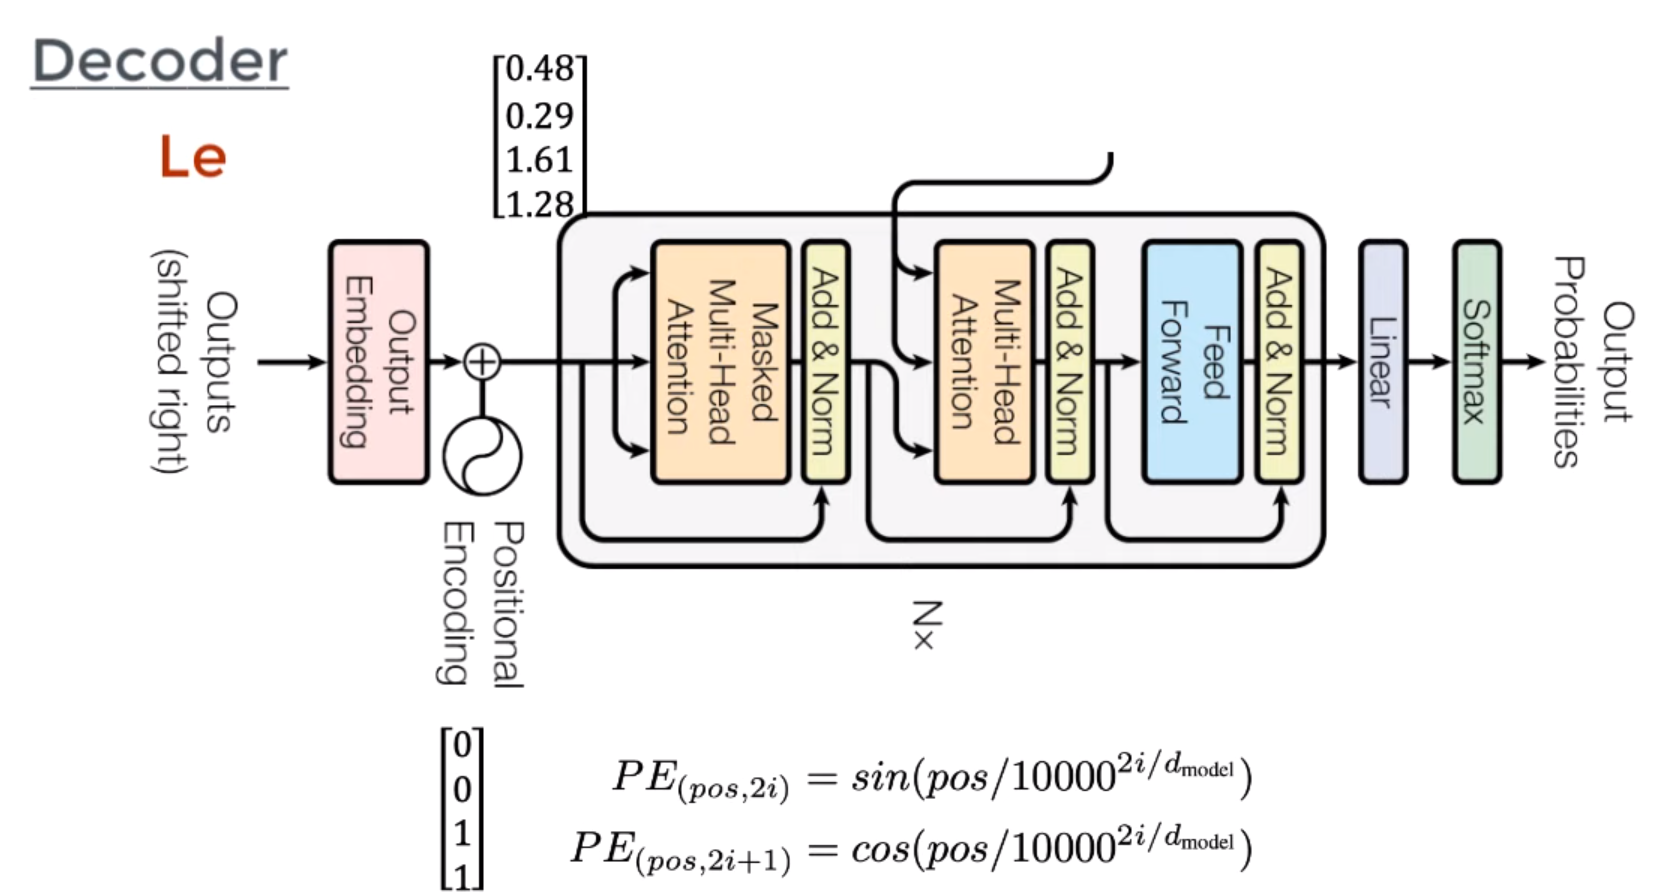 Decoder
Le
[0.48
0.29
1.61
1.28]
Outputs
(shifted right)
Output
Embedding
Positional
Encoding
Masked
Multi-Head
Attention
Add & Norm
Multi-Head
Attention
Add & Norm
Feed
Forward
Add & Norm
Linear
Softmax
Output
Probabilities
N×
[0
0
1
1]
PE(pos,2i) = sin(pos/10000^{2i/d_model})
PE(pos,2i+1) = cos(pos/10000^{2i/d_model})